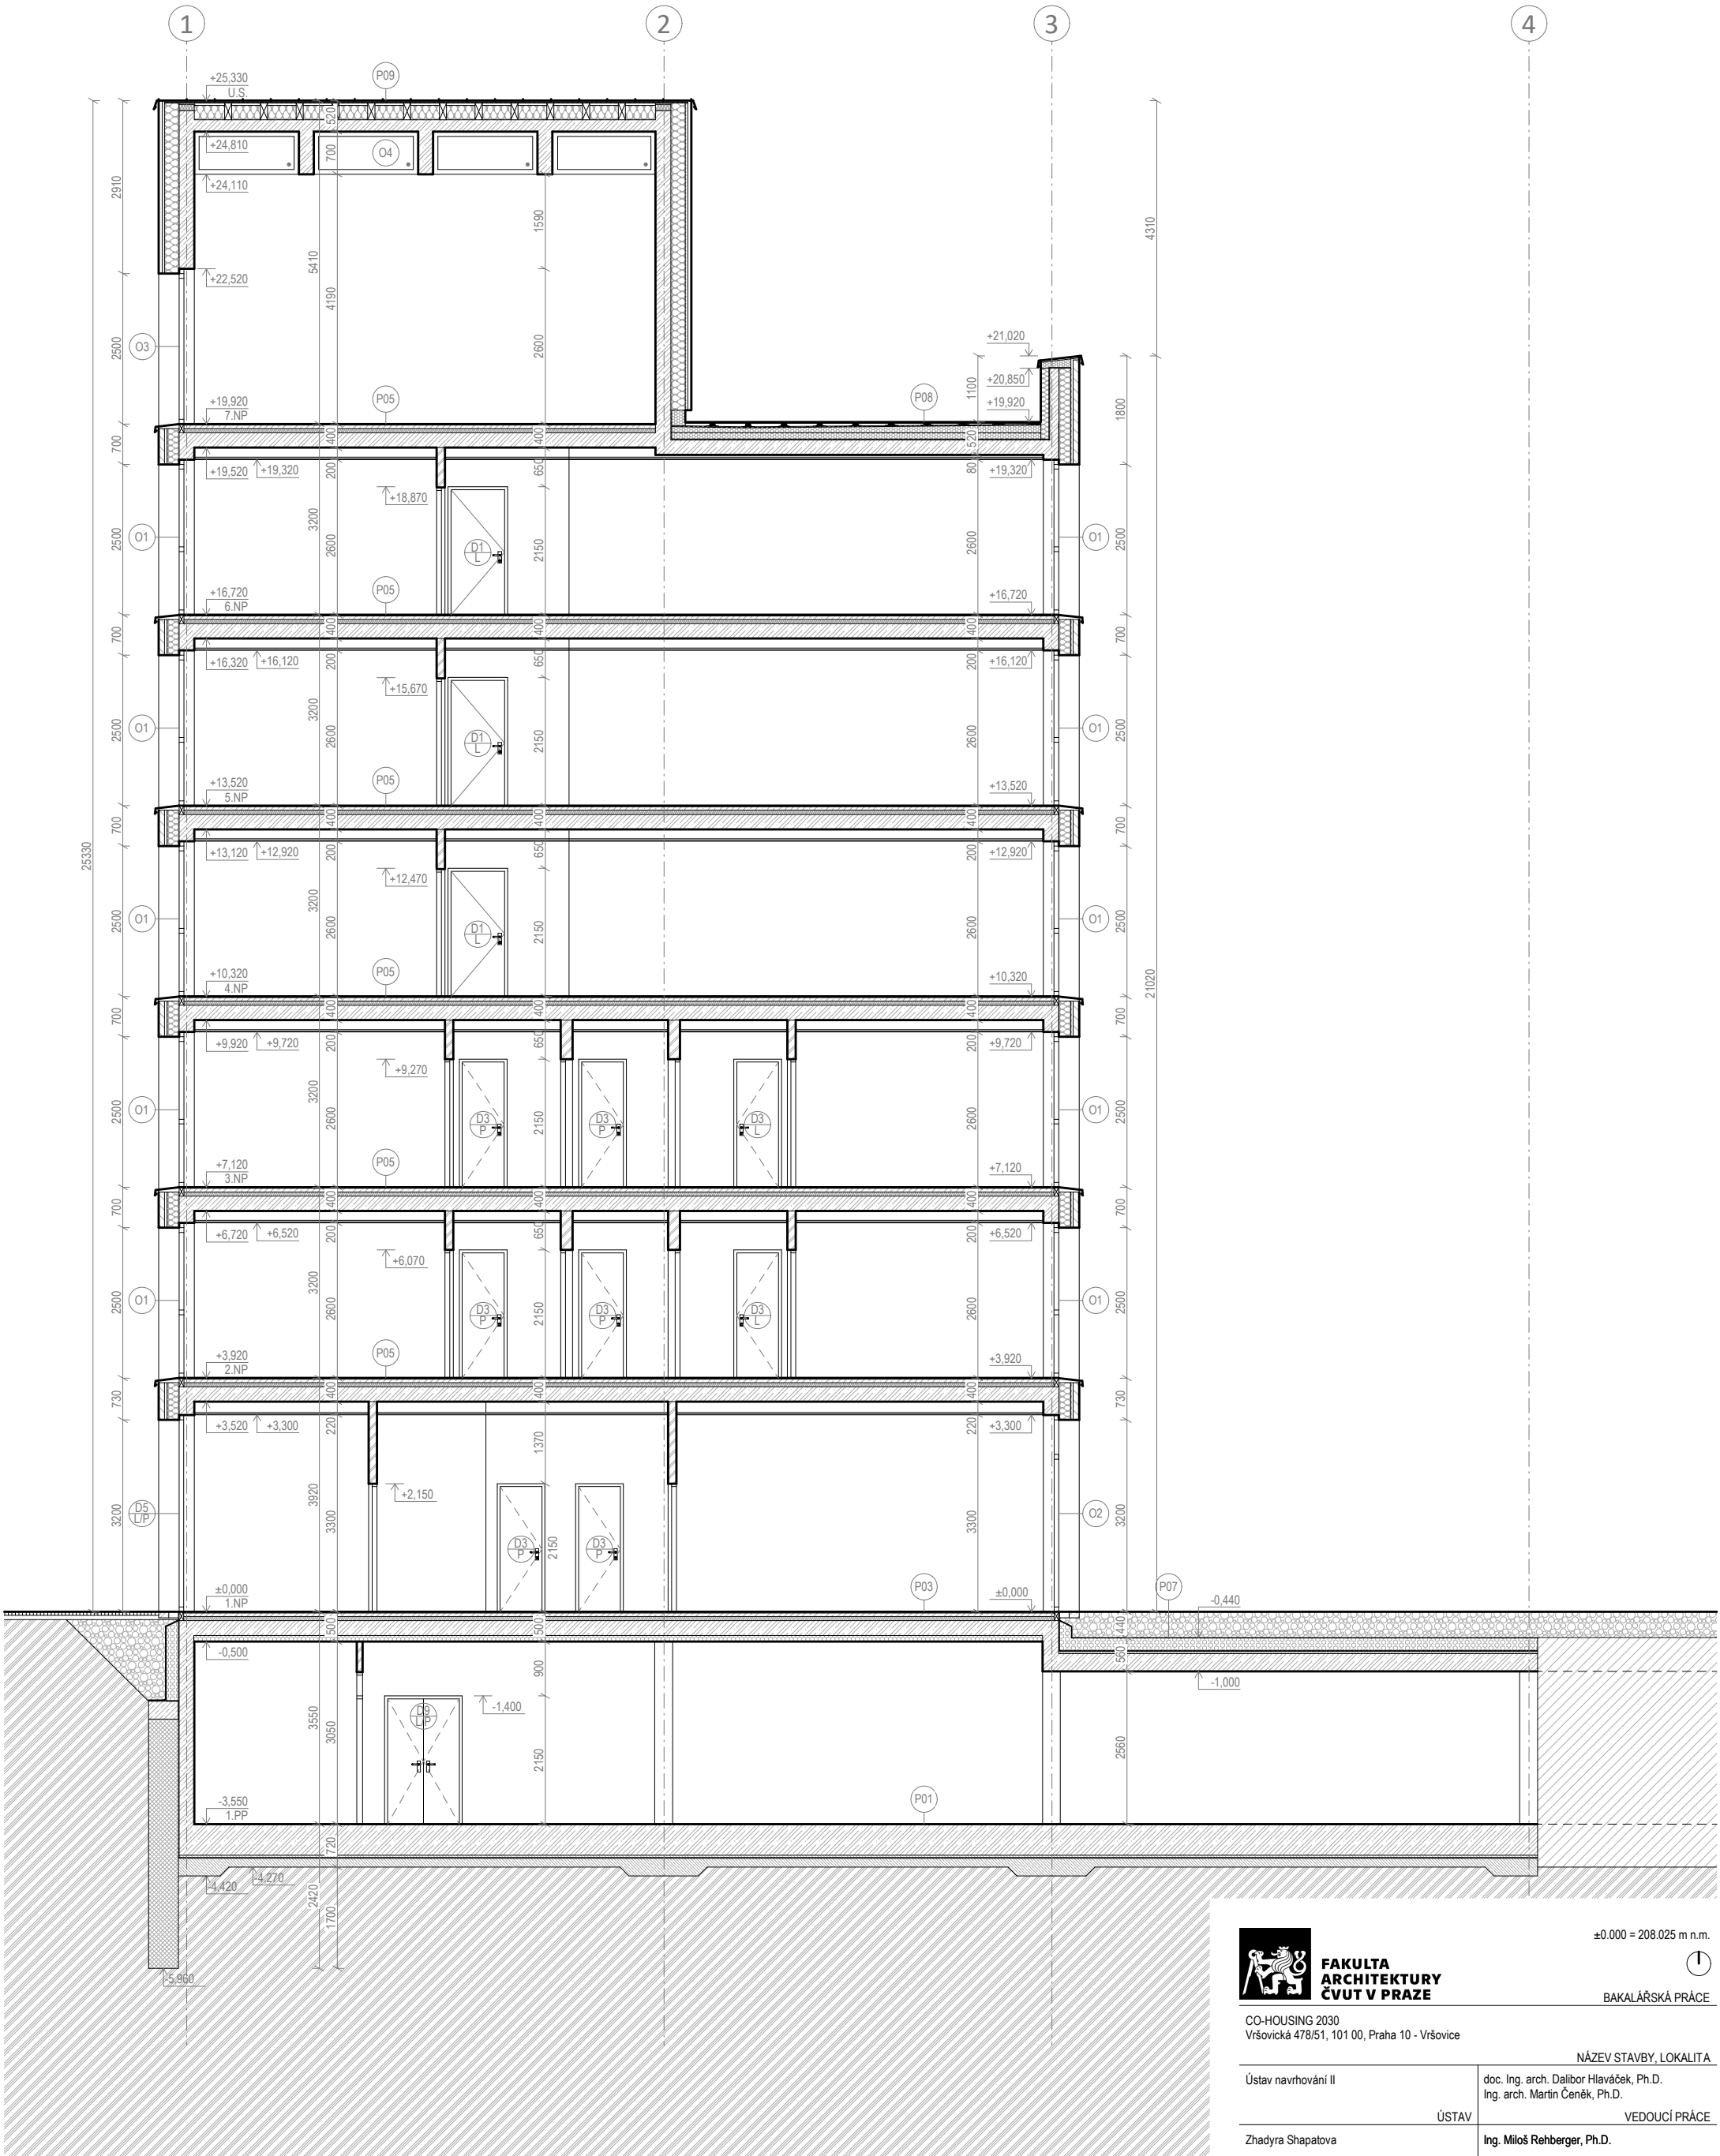 1 2 3 4
+25,330
U.S.
P09
520
+24,810
700
O4
+24,110
2910
1590
4310
5410
+22,520
4190
2500
O3
2600
+21,020
+20,850
1100
+19,920
7.NP
P05
P08
+19,920
1800
700
400
400
520
+19,520
+19,320
200
650
80
+19,320
+18,870
3200
2500
O1
2600
D1
L
2150
2600
O1
2500
+16,720
6.NP
P05
+16,720
700
400
400
400
700
+16,320
+16,120
200
650
200
+16,120
+15,670
3200
2500
O1
2600
D1
L
2150
2600
O1
2500
+13,520
5.NP
P05
+13,520
700
400
400
400
700
+13,120
+12,920
200
650
200
+12,920
25330
+12,470
3200
2500
O1
2600
D1
L
2150
2600
O1
2500
+10,320
4.NP
P05
+10,320
21020
700
400
400
400
700
+9,920
+9,720
200
650
200
+9,720
+9,270
3200
2500
O1
2600
D3
P
2150
D3
P
D3
L
2600
O1
2500
+7,120
3.NP
P05
+7,120
700
400
400
400
700
+6,720
+6,520
200
650
200
+6,520
+6,070
3200
2500
O1
2600
D3
P
2150
D3
P
D3
L
2600
O1
2500
+3,920
2.NP
P05
+3,920
730
400
400
400
730
+3,520
+3,300
220
1370
220
+3,300
+2,150
3920
3200
D5
L/P
3300
D3
P
2150
D3
P
3300
O2
3200
±0,000
1.NP
P03
±0,000
P07
-0,440
500
500
440
-0,500
900
560
-1,000
-1,400
D9
L/P
3550
3050
2150
2560
-3,550
1.PP
P01
720
-4,270
-4,420
2420
1700
-5,960
±0.000 = 208.025 m n.m.
FAKULTA
ARCHITEKTURY
ČVUT V PRAZE
BAKALÁŘSKÁ PRÁCE
CO-HOUSING 2030
Vršovická 478/51, 101 00, Praha 10 - Vršovice
NÁZEV STAVBY, LOKALITA
Ústav navrhování II
doc. Ing. arch. Dalibor Hlaváček, Ph.D.
Ing. arch. Martin Čeněk, Ph.D.
ÚSTAV
VEDOUCÍ PRÁCE
Zhadyra Shapatova
Ing. Miloš Rehberger, Ph.D.